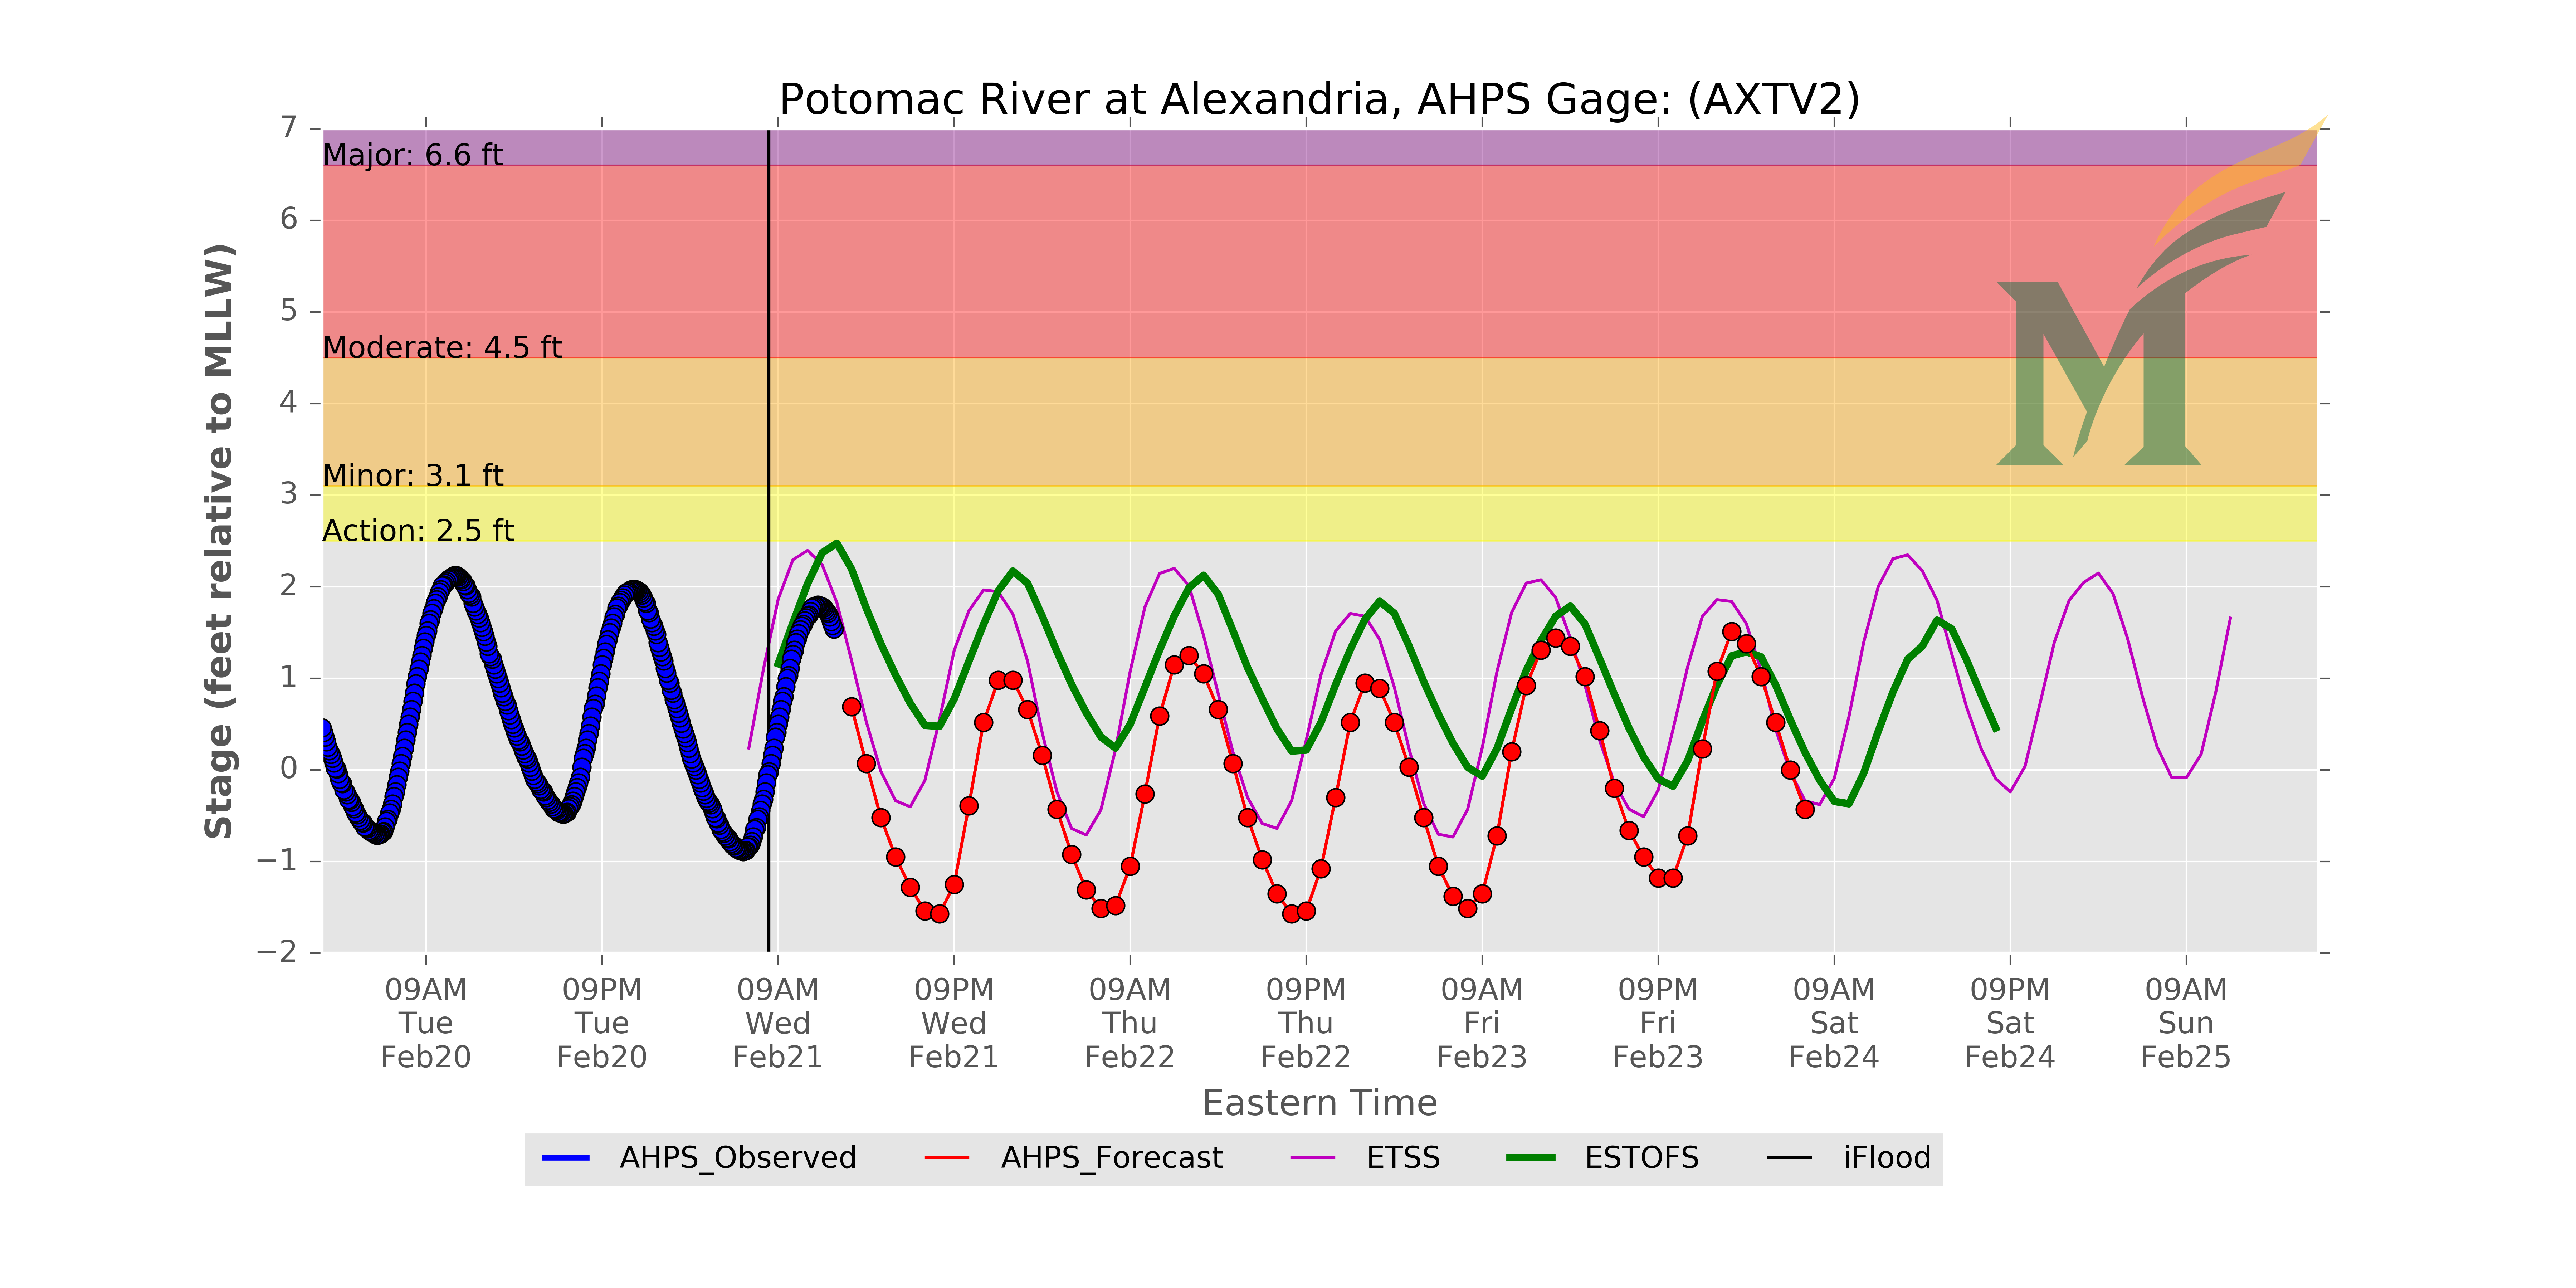 Potomac River at Alexandria, AHPS Gage: (AXTV2)
Stage (feet relative to MLLW)
7
6
5
4
3
2
1
0
−1
−2
Major: 6.6 ft
Moderate: 4.5 ft
Minor: 3.1 ft
Action: 2.5 ft
M
09AM
Tue
Feb20
09PM
Tue
Feb20
09AM
Wed
Feb21
09PM
Wed
Feb21
09AM
Thu
Feb22
09PM
Thu
Feb22
09AM
Fri
Feb23
09PM
Fri
Feb23
09AM
Sat
Feb24
09PM
Sat
Feb24
09AM
Sun
Feb25
Eastern Time
AHPS_Observed AHPS_Forecast ETSS ESTOFS iFlood